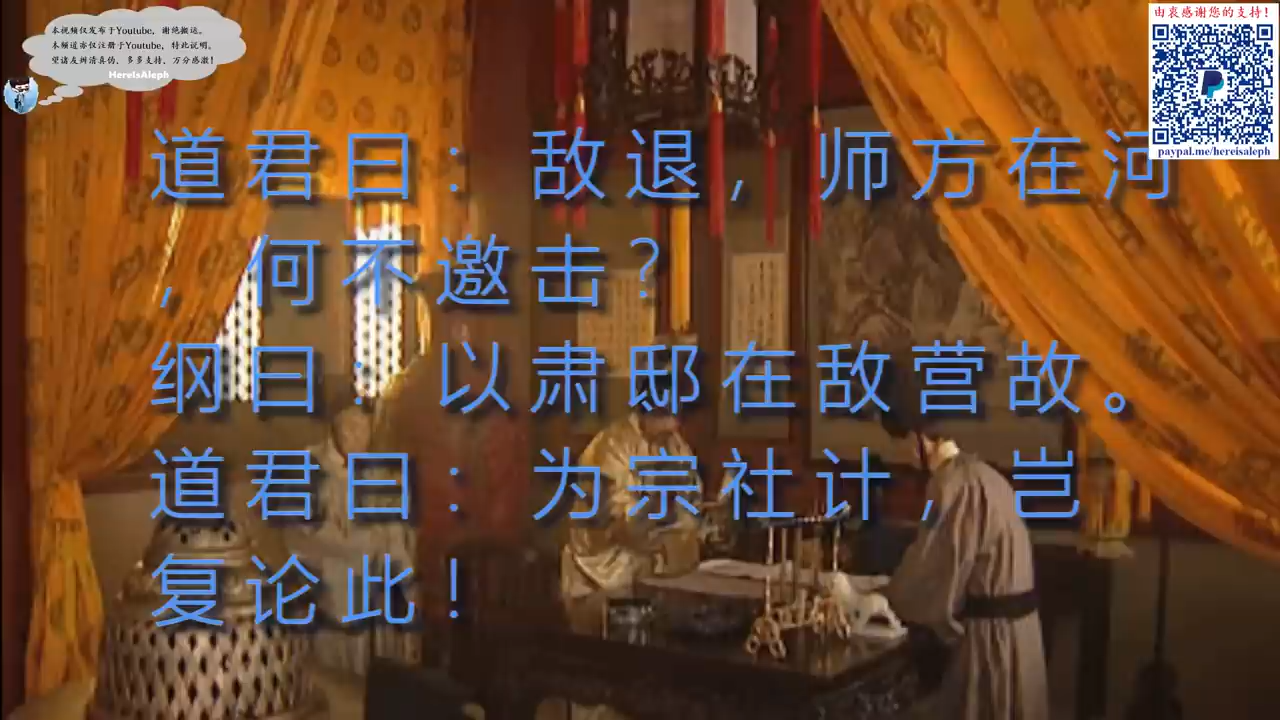 本视频仅发布于Youtube，谢绝搬运。
本频道亦仅注册于Youtube，特此说明。
望诸友辨清真伪，多多支持，万分感激！
HereIsAleph
由衷感谢您的支持！
paypal.me/hereisaleph
道君曰：敌退，师方在河
，何不邀击？
纲曰：以肃邸在敌营故。
道君曰：为宗社计，岂
复论此！